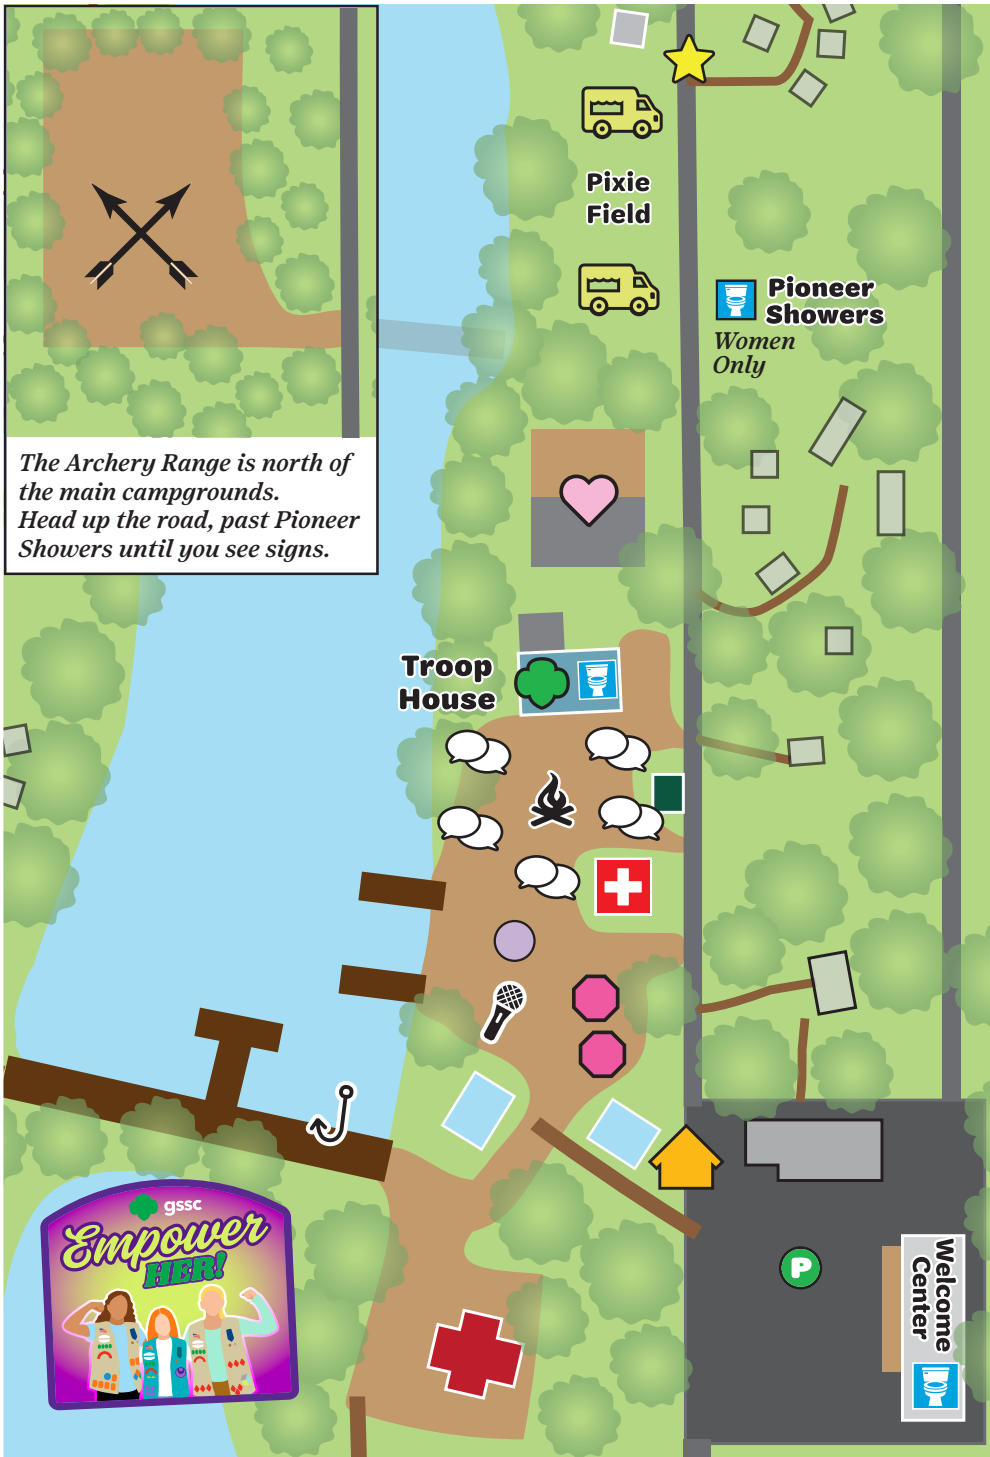 Pixie
Field
Pioneer
Showers
Women
Only
The Archery Range is north of
the main campgrounds.
Head up the road, past Pioneer
Showers until you see signs.
Troop
House
gssc
Empower
HER!
P
Welcome
Center